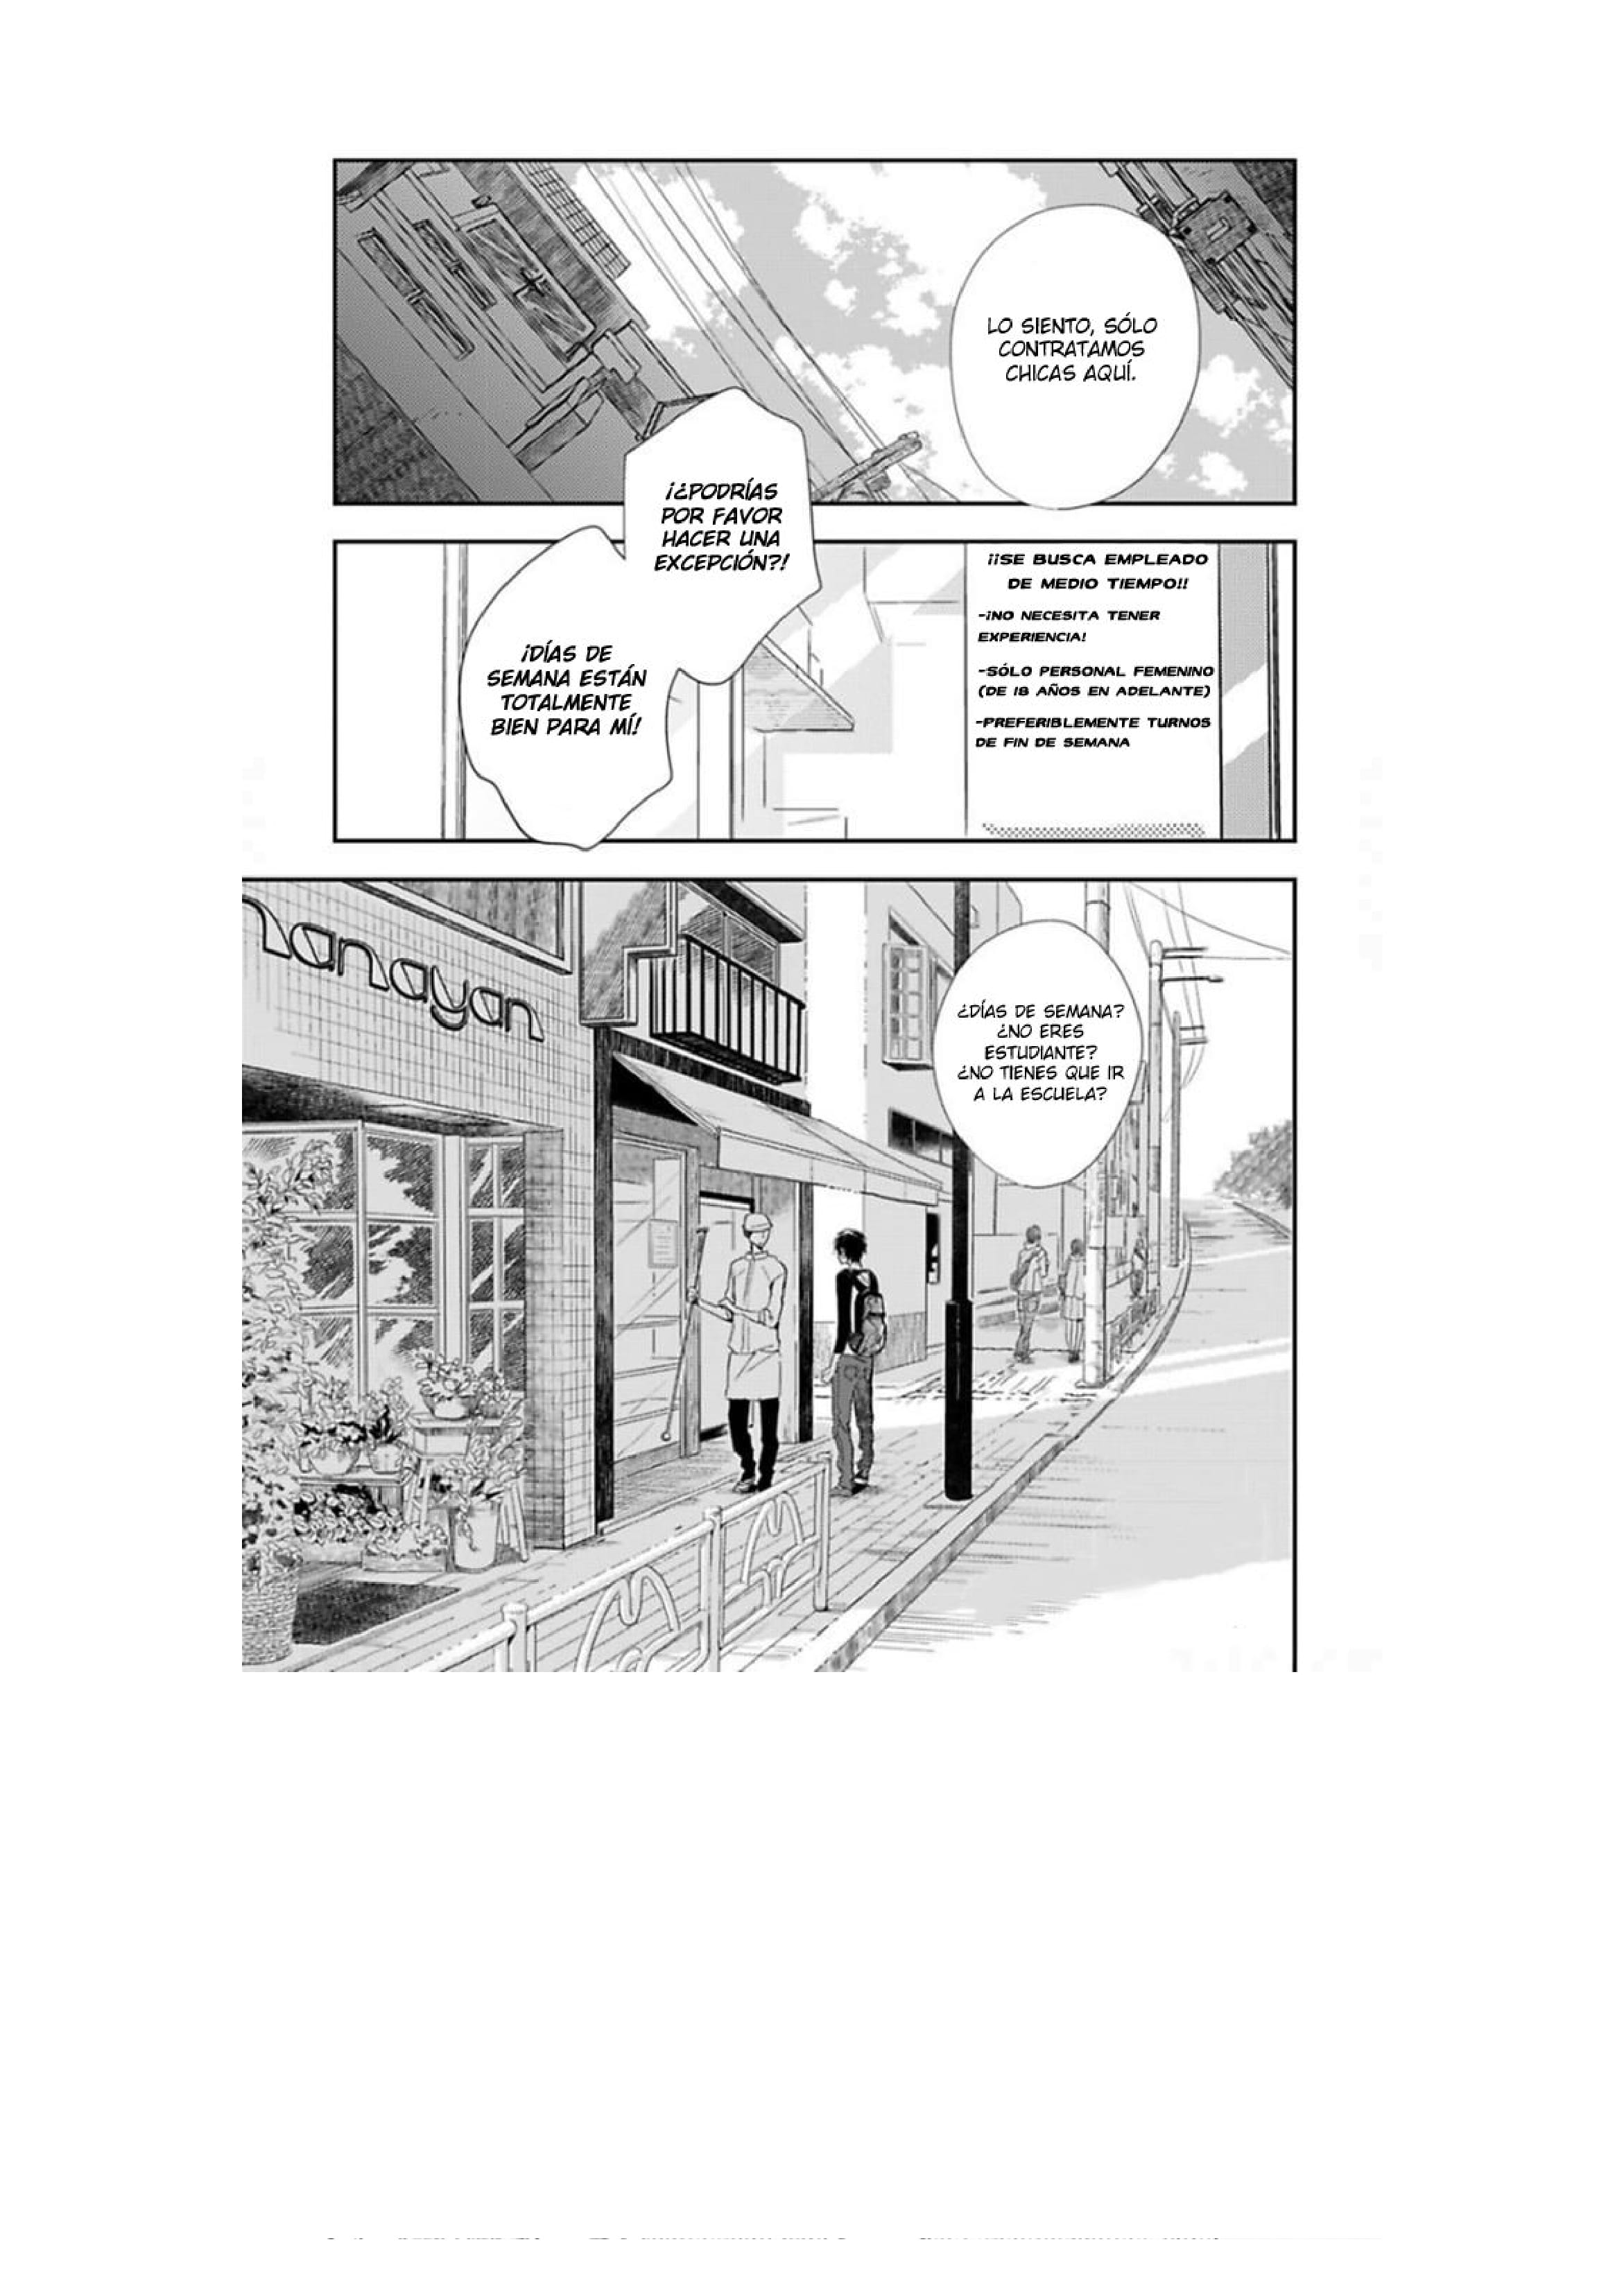 LO SIENTO, SÓLO
CONTRATAMOS
CHICAS AQUÍ.
¡¿PODRÍAS
POR FAVOR
HACER UNA
EXCEPCIÓN?!
¡¡SE BUSCA EMPLEADO
DE MEDIO TIEMPO!!
-¡NO NECESITA TENER
EXPERIENCIA!
-SÓLO PERSONAL FEMENINO
(DE 18 AÑOS EN ADELANTE)
-PREFERIBLEMENTE TURNOS
DE FIN DE SEMANA
¡DÍAS DE
SEMANA ESTÁN
TOTALMENTE
BIEN PARA MÍ!
¿DÍAS DE SEMANA?
¿NO ERES
ESTUDIANTE?
¿NO TIENES QUE IR
A LA ESCUELA?
nanayan